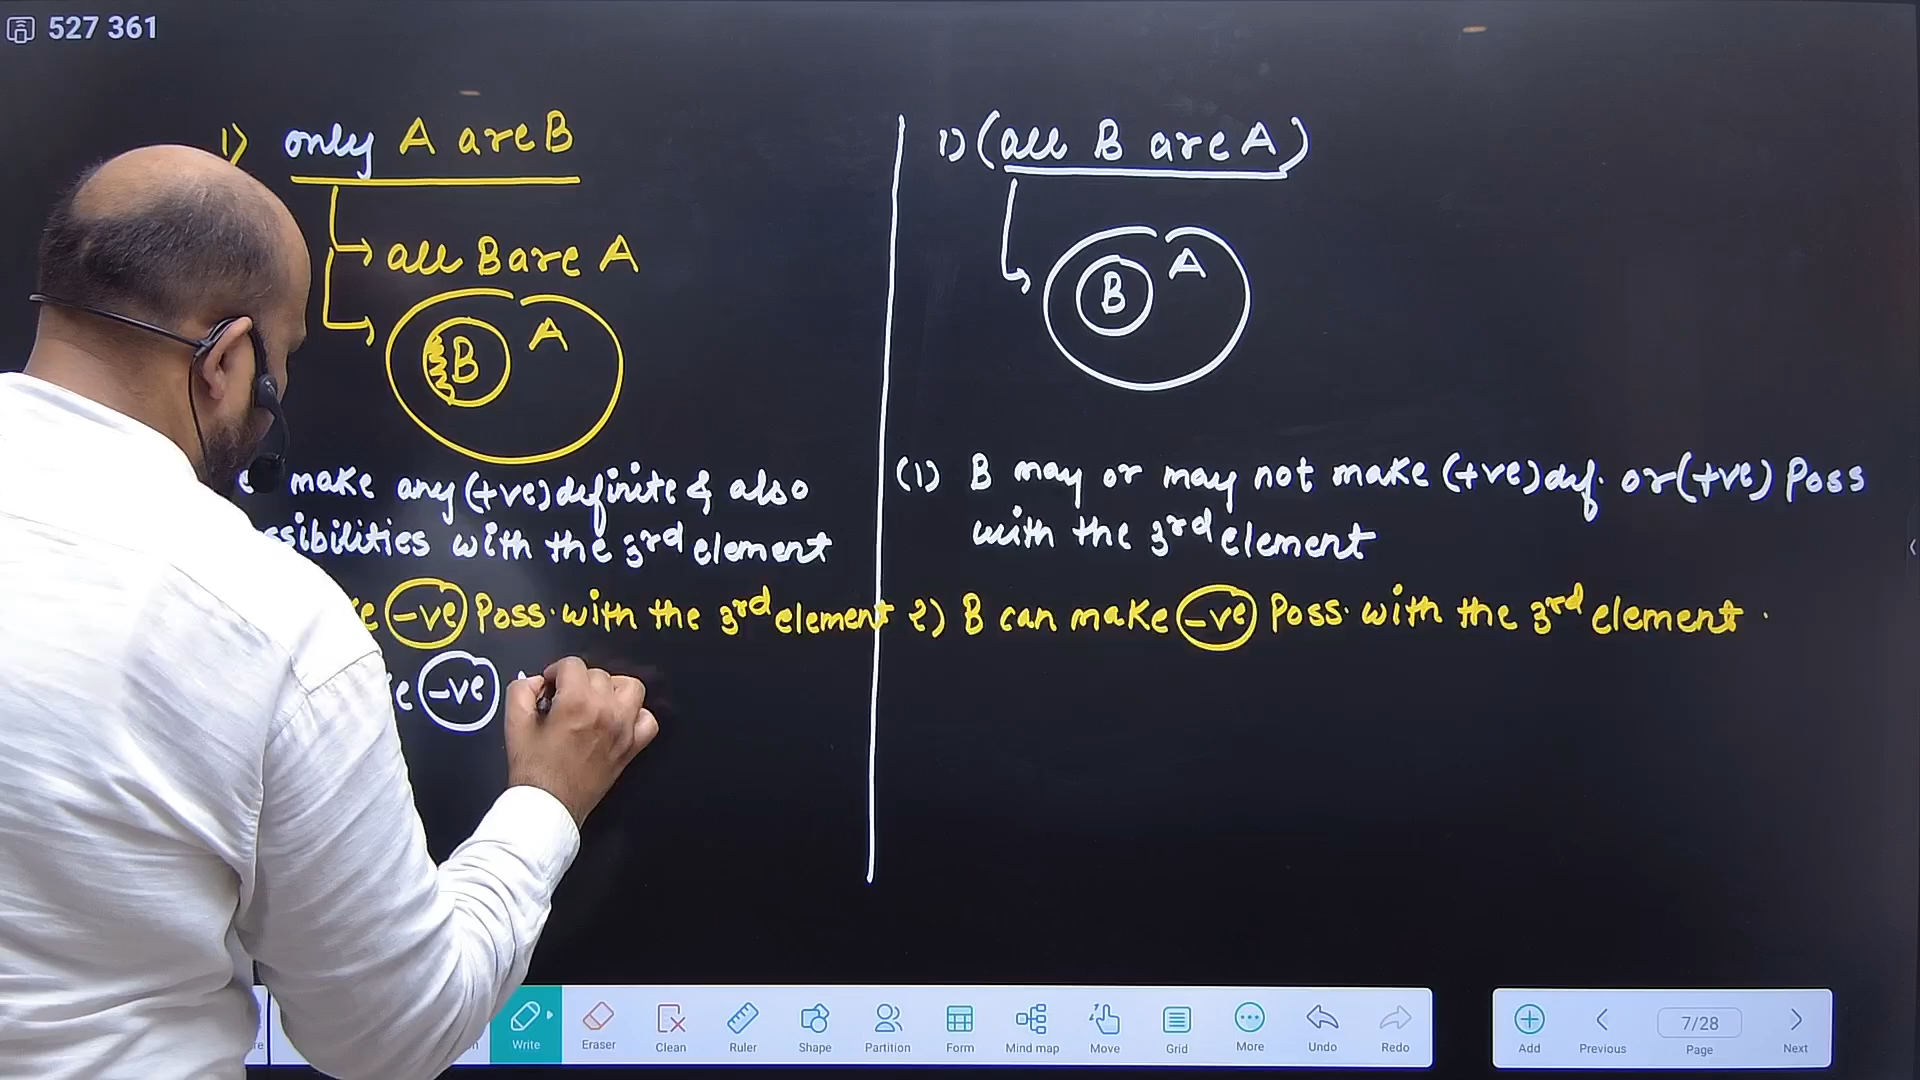 527 361
1) only A are B
all B are A
B A
make any (+ve) definite & also
with the 3rd element
-ve Poss. with the 3rd element
-ve
1) (all B are A)
B A
(1) B may or may not make (+ve) def. or (+ve) Poss
with the 3rd element
2) B can make -ve Poss. with the 3rd element.
Write Eraser Clean Ruler Shape Partition Form Mind map Move Grid More Undo Redo
Add Previous 7/28 Page Next